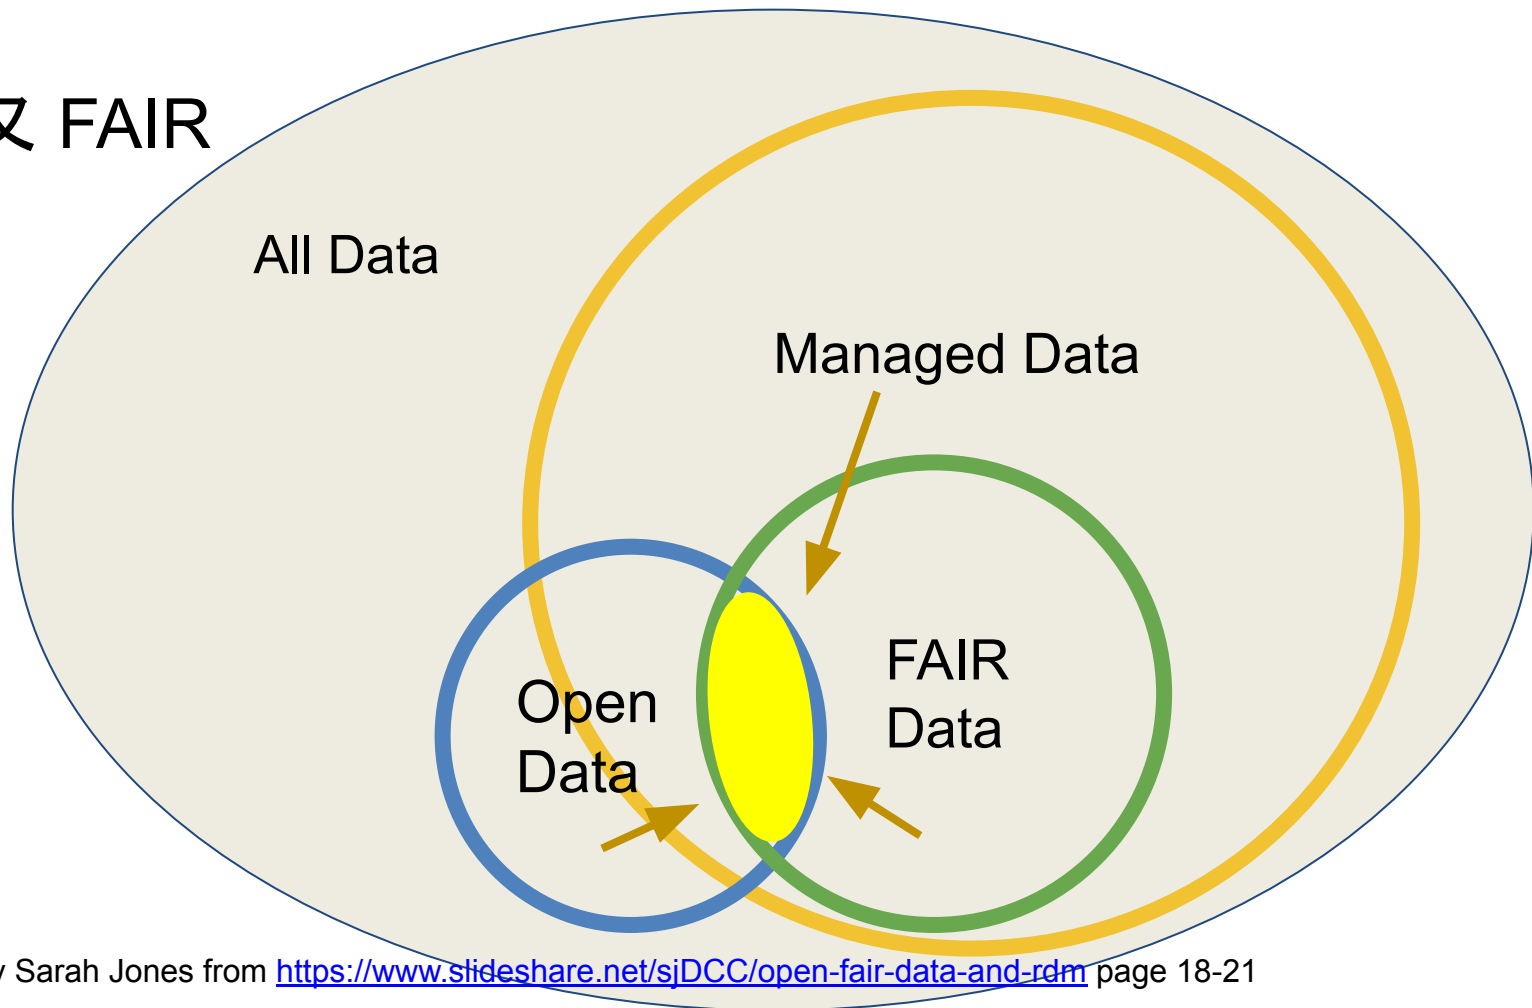 又 FAIR
All Data
Managed Data
FAIR
Data
Open
Data
Sarah Jones from https://www.slideshare.net/sjDCC/open-fair-data-and-rdm page 18-21